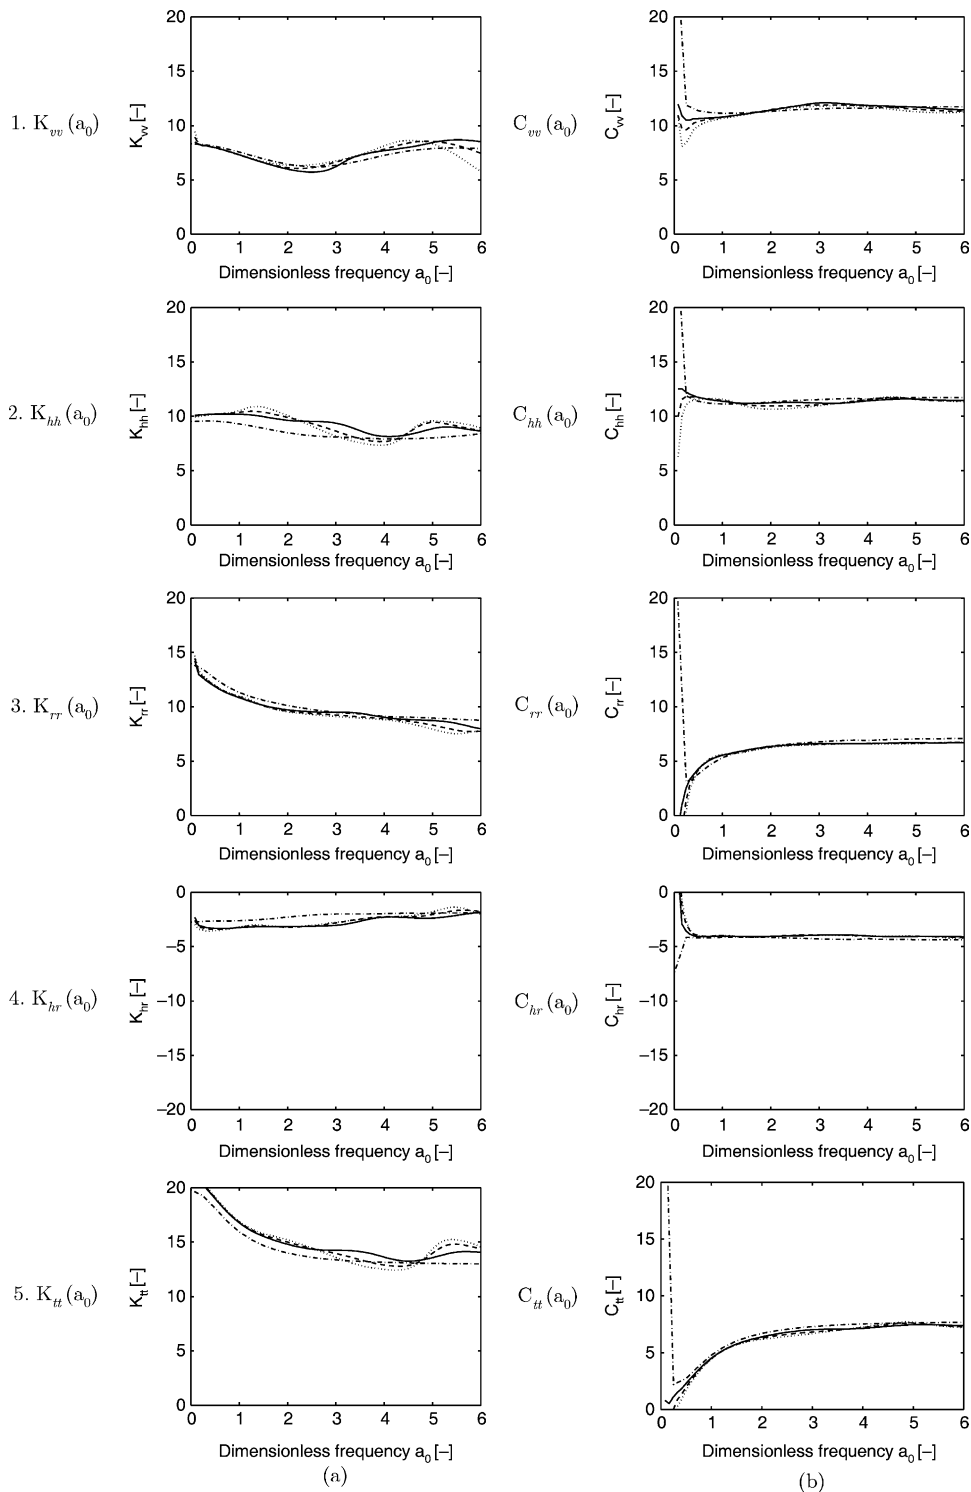 1. K_vv (a_0)
K_vv [–]
20
15
10
5
0
0 1 2 3 4 5 6
Dimensionless frequency a_0 [–]
C_vv (a_0)
C_vv [–]
20
15
10
5
0
0 1 2 3 4 5 6
Dimensionless frequency a_0 [–]
2. K_hh (a_0)
K_hh [–]
20
15
10
5
0
0 1 2 3 4 5 6
Dimensionless frequency a_0 [–]
C_hh (a_0)
C_hh [–]
20
15
10
5
0
0 1 2 3 4 5 6
Dimensionless frequency a_0 [–]
3. K_rr (a_0)
K_rr [–]
20
15
10
5
0
0 1 2 3 4 5 6
Dimensionless frequency a_0 [–]
C_rr (a_0)
C_rr [–]
20
15
10
5
0
0 1 2 3 4 5 6
Dimensionless frequency a_0 [–]
4. K_hr (a_0)
K_hr [–]
0
–5
–10
–15
–20
0 1 2 3 4 5 6
Dimensionless frequency a_0 [–]
C_hr (a_0)
C_hr [–]
0
–5
–10
–15
–20
0 1 2 3 4 5 6
Dimensionless frequency a_0 [–]
5. K_tt (a_0)
K_tt [–]
20
15
10
5
0
0 1 2 3 4 5 6
Dimensionless frequency a_0 [–]
(a)
C_tt (a_0)
C_tt [–]
20
15
10
5
0
0 1 2 3 4 5 6
Dimensionless frequency a_0 [–]
(b)